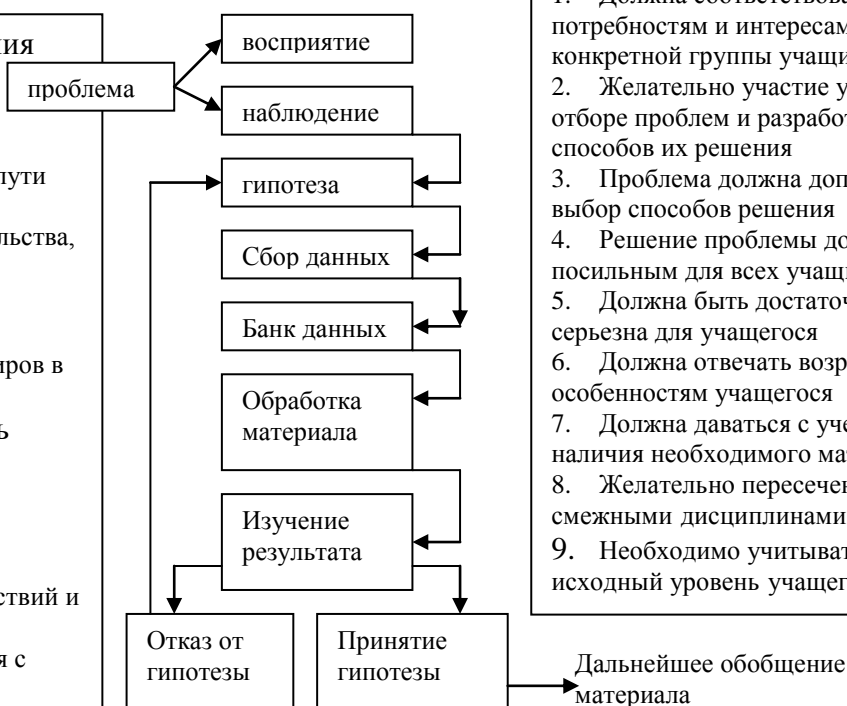 ия
пути
льства,
иров в
ь
ствий и
я с
проблема
восприятие
наблюдение
гипотеза
Сбор данных
Банк данных
Обработка
материала
Изучение
результата
Отказ от
гипотезы
Принятие
гипотезы
Дальнейшее обобщение
материала
1. Должна соответствова
потребностям и интересам
конкретной группы учащи
2. Желательно участие у
отборе проблем и разработ
способов их решения
3. Проблема должна доп
выбор способов решения
4. Решение проблемы до
посильным для всех учащи
5. Должна быть достаточ
серьезна для учащегося
6. Должна отвечать возр
особенностям учащегося
7. Должна даваться с уче
наличия необходимого ма
8. Желательно пересечен
смежными дисциплинами
9. Необходимо учитыват
исходный уровень учащег